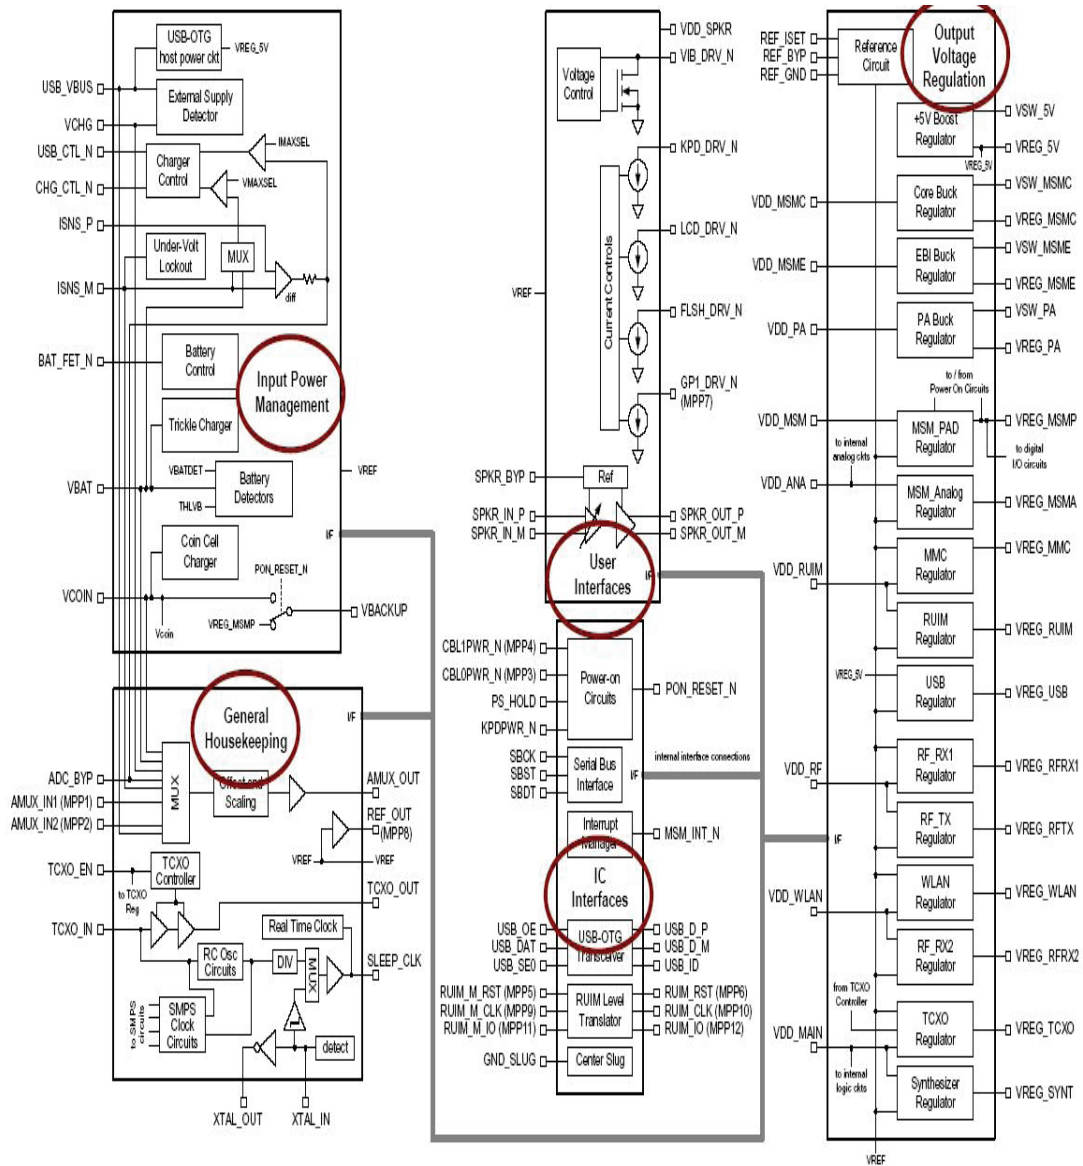 USB-OTG
host power ckt
VREG_5V
USB_VBUS
External Supply
Detector
VCHG
USB_CTL_N
IMAXSEL
Charger
Control
CHG_CTL_N
VMAXSEL
ISNS_P
Under-Volt
Lockout
MUX
ISNS_M
diff
BAT_FET_N
Battery
Control
Input Power
Management
Trickle Charger
VBATDET
VREF
VBAT
Battery
Detectors
THLVB
I/F
Coin Cell
Charger
PON_RESET_N
VCOIN
VBACKUP
Vcoin
VREG_MSMP
General
Housekeeping
I/F
ADC_BYP
MUX
Offset and
Scaling
AMUX_OUT
AMUX_IN1 (MPP1)
AMUX_IN2 (MPP2)
REF_OUT
(MPP8)
VREF
VREF
TCXO_EN
TCXO
Controller
to TCXO
Reg
TCXO_OUT
TCXO_IN
Real Time Clock
RC Osc
Circuits
DIV
MUX
SLEEP_CLK
to SMPS
circuits
SMPS
Clock
Circuits
detect
XTAL_OUT
XTAL_IN
VDD_SPKR
VIB_DRV_N
Voltage
Control
KPD_DRV_N
LCD_DRV_N
Current Controls
VREF
FLSH_DRV_N
GP1_DRV_N
(MPP7)
SPKR_BYP
Ref
SPKR_IN_P
SPKR_OUT_P
SPKR_IN_M
SPKR_OUT_M
User
Interfaces
I/F
CBL1PWR_N (MPP4)
CBL0PWR_N (MPP3)
Power-on
Circuits
PON_RESET_N
PS_HOLD
KPDPWR_N
SBCK
SBST
SBDT
Serial Bus
Interface
I/F
internal interface connections
Interrupt
Manager
MSM_INT_N
IC
Interfaces
USB_OE
USB_DAT
USB_SE0
USB-OTG
Transceiver
USB_D_P
USB_D_M
USB_ID
RUIM_M_RST (MPP5)
RUIM_M_CLK (MPP9)
RUIM_M_IO (MPP11)
RUIM Level
Translator
RUIM_RST (MPP6)
RUIM_CLK (MPP10)
RUIM_IO (MPP12)
GND_SLUG
Center Slug
REF_ISET
REF_BYP
REF_GND
Reference
Circuit
Output
Voltage
Regulation
+5V Boost
Regulator
VSW_5V
VREG_5V
VREG_5V
VDD_MSMC
Core Buck
Regulator
VSW_MSMC
VREG_MSMC
VDD_MSME
EBI Buck
Regulator
VSW_MSME
VREG_MSME
VDD_PA
PA Buck
Regulator
VSW_PA
VREG_PA
to / from
Power On Circuits
VDD_MSM
MSM_PAD
Regulator
VREG_MSMP
to internal
analog ckts
to digital
I/O circuits
VDD_ANA
MSM_Analog
Regulator
VREG_MSMA
MMC
Regulator
VREG_MMC
VDD_RUIM
RUIM
Regulator
VREG_RUIM
VREG_5V
USB
Regulator
VREG_USB
RF_RX1
Regulator
VREG_RFRX1
VDD_RF
RF_TX
Regulator
VREG_RFTX
I/F
WLAN
Regulator
VREG_WLAN
VDD_WLAN
RF_RX2
Regulator
VREG_RFRX2
from TCXO
Controller
TCXO
Regulator
VREG_TCXO
VDD_MAIN
to internal
logic ckts
Synthesizer
Regulator
VREG_SYNT
VREF